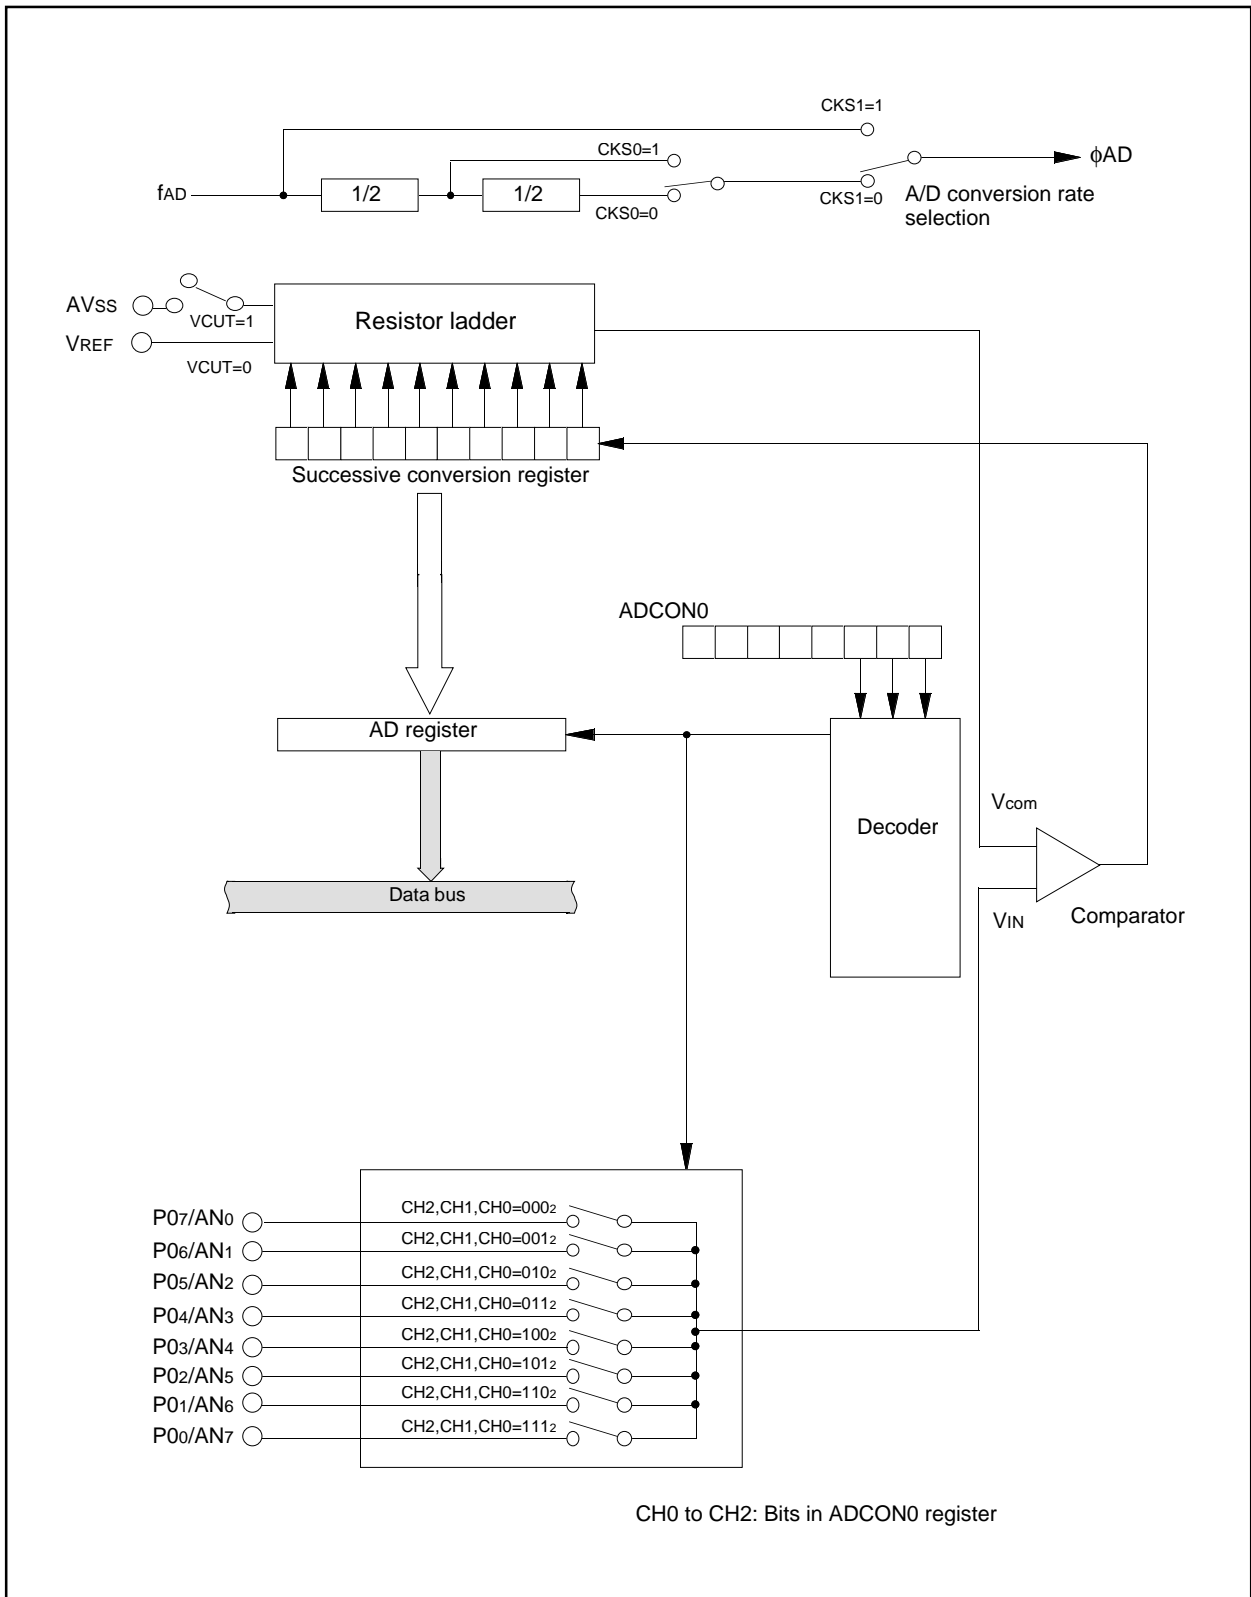 CKS1=1
CKS0=1
fAD
1/2
1/2
ϕAD
CKS0=0
CKS1=0
A/D conversion rate
selection
AVSS
VCUT=1
Resistor ladder
VREF
VCUT=0
Successive conversion register
ADCON0
AD register
Decoder
Vcom
Data bus
VIN
Comparator
P07/AN0
CH2,CH1,CH0=0002
P06/AN1
CH2,CH1,CH0=0012
P05/AN2
CH2,CH1,CH0=0102
P04/AN3
CH2,CH1,CH0=0112
P03/AN4
CH2,CH1,CH0=1002
P02/AN5
CH2,CH1,CH0=1012
P01/AN6
CH2,CH1,CH0=1102
P00/AN7
CH2,CH1,CH0=1112
CH0 to CH2: Bits in ADCON0 register